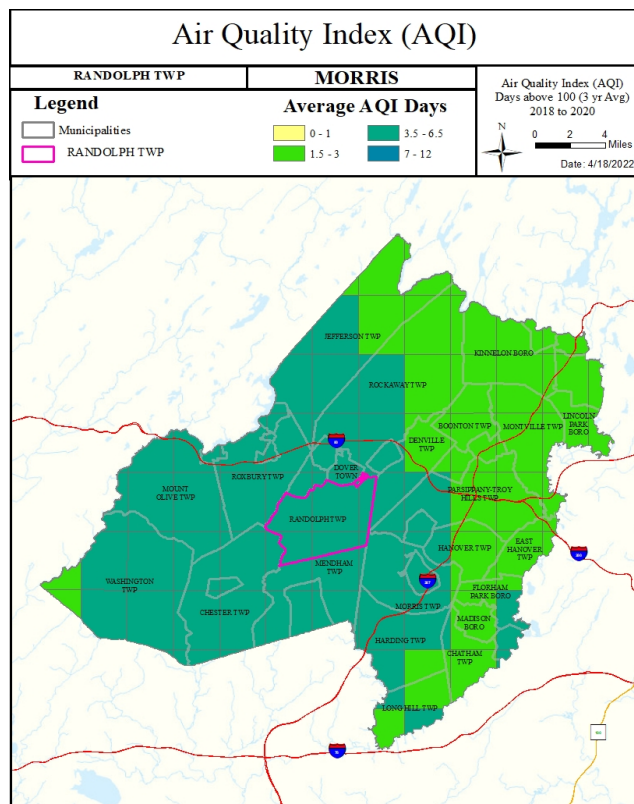 Air Quality Index (AQI)
RANDOLPH TWP
MORRIS
Legend
Municipalities
RANDOLPH TWP
Average AQI Days
0 - 1
1.5 - 3
3.5 - 6.5
7 - 12
Air Quality Index (AQI)
Days above 100 (3 yr Avg)
2018 to 2020
N
0 2 4
Miles
Date: 4/18/2022
JEFFERSON TWP
KINNELON BORO
ROCKAWAY TWP
LINCOLN
PARK
BORO
BOONTON TWP
MONTVILLE TWP
DENVILLE
TWP
80
DOVER
TOWN
ROXBURY TWP
MOUNT
OLIVE TWP
PARSIPPANY-TROY
HILLS TWP
RANDOLPH TWP
EAST
HANOVER
TWP
HANOVER TWP
MENDHAM
TWP
WASHINGTON
TWP
287
FLORHAM
PARK BORO
CHESTER TWP
MORRIS TWP
MADISON
BORO
HARDING TWP
CHATHAM
TWP
LONG HILL TWP